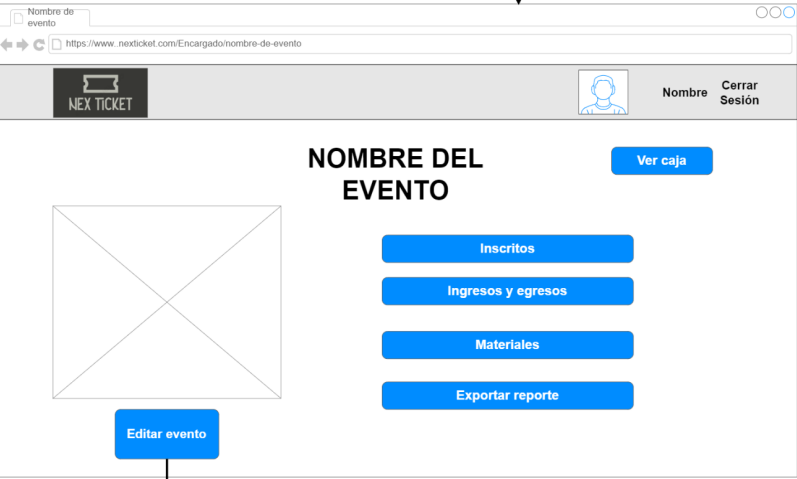 Nombre de
evento
https://www..nexticket.com/Encargado/nombre-de-evento
NEX TICKET
Nombre
Cerrar
Sesión
NOMBRE DEL
EVENTO
Ver caja
Inscritos
Ingresos y egresos
Materiales
Exportar reporte
Editar evento